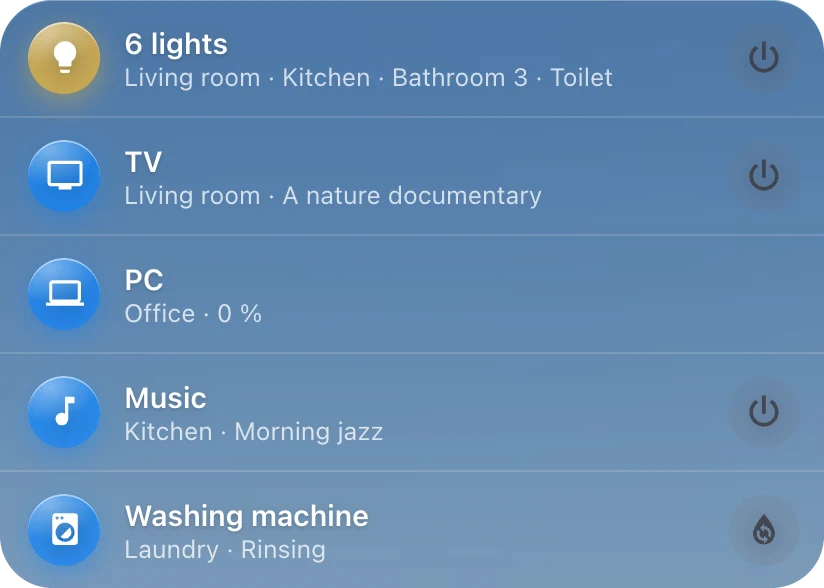 6 lights
Living room · Kitchen · Bathroom 3 · Toilet
TV
Living room · A nature documentary
PC
Office · 0 %
Music
Kitchen · Morning jazz
Washing machine
Laundry · Rinsing